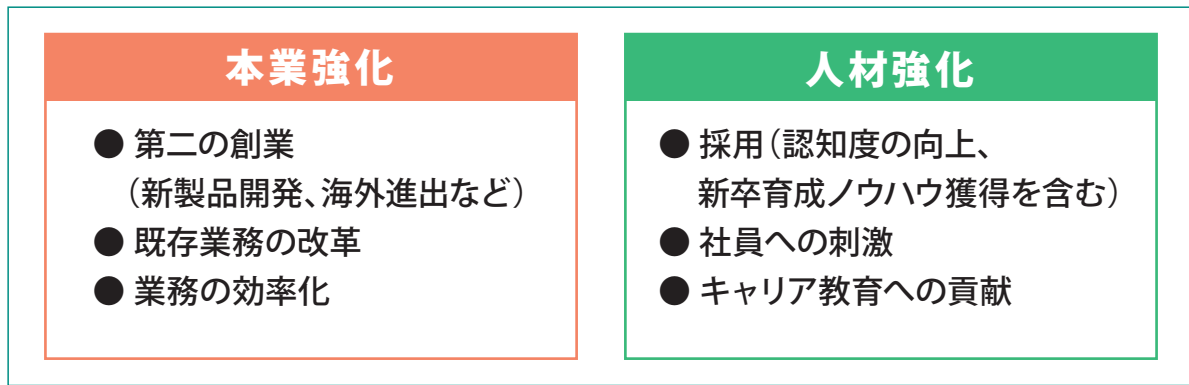 本業強化
● 第二の創業
（新製品開発、海外進出など）
● 既存業務の改革
● 業務の効率化
人材強化
● 採用（認知度の向上、
新卒育成ノウハウ獲得を含む）
● 社員への刺激
● キャリア教育への貢献